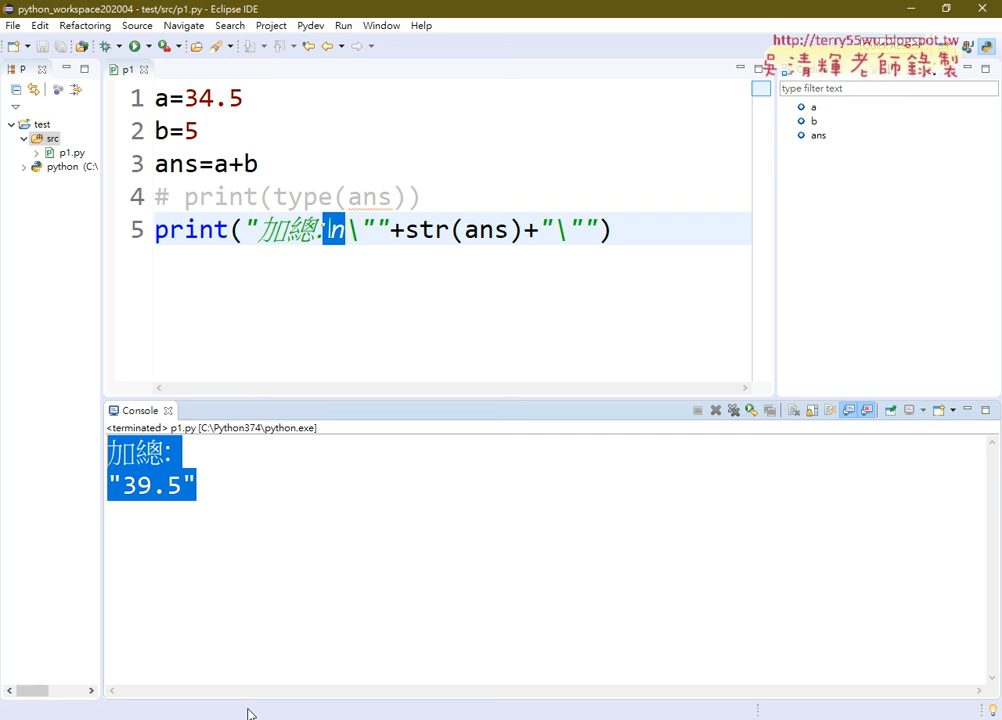 python_workspace202004 - test/src/p1.py - Eclipse IDE
File Edit Refactoring Source Navigate Search Project Pydev Run Window Help
http://terry55wu.blogspot.tw
吳清輝老師錄製
P
p1
type filter text
a
b
ans
test
src
p1.py
python (C:\
1 a=34.5
2 b=5
3 ans=a+b
4 # print(type(ans))
5 print("加總:\n\""+str(ans)+"\"")
Console
<terminated> p1.py [C:\Python374\python.exe]
加總:
"39.5"